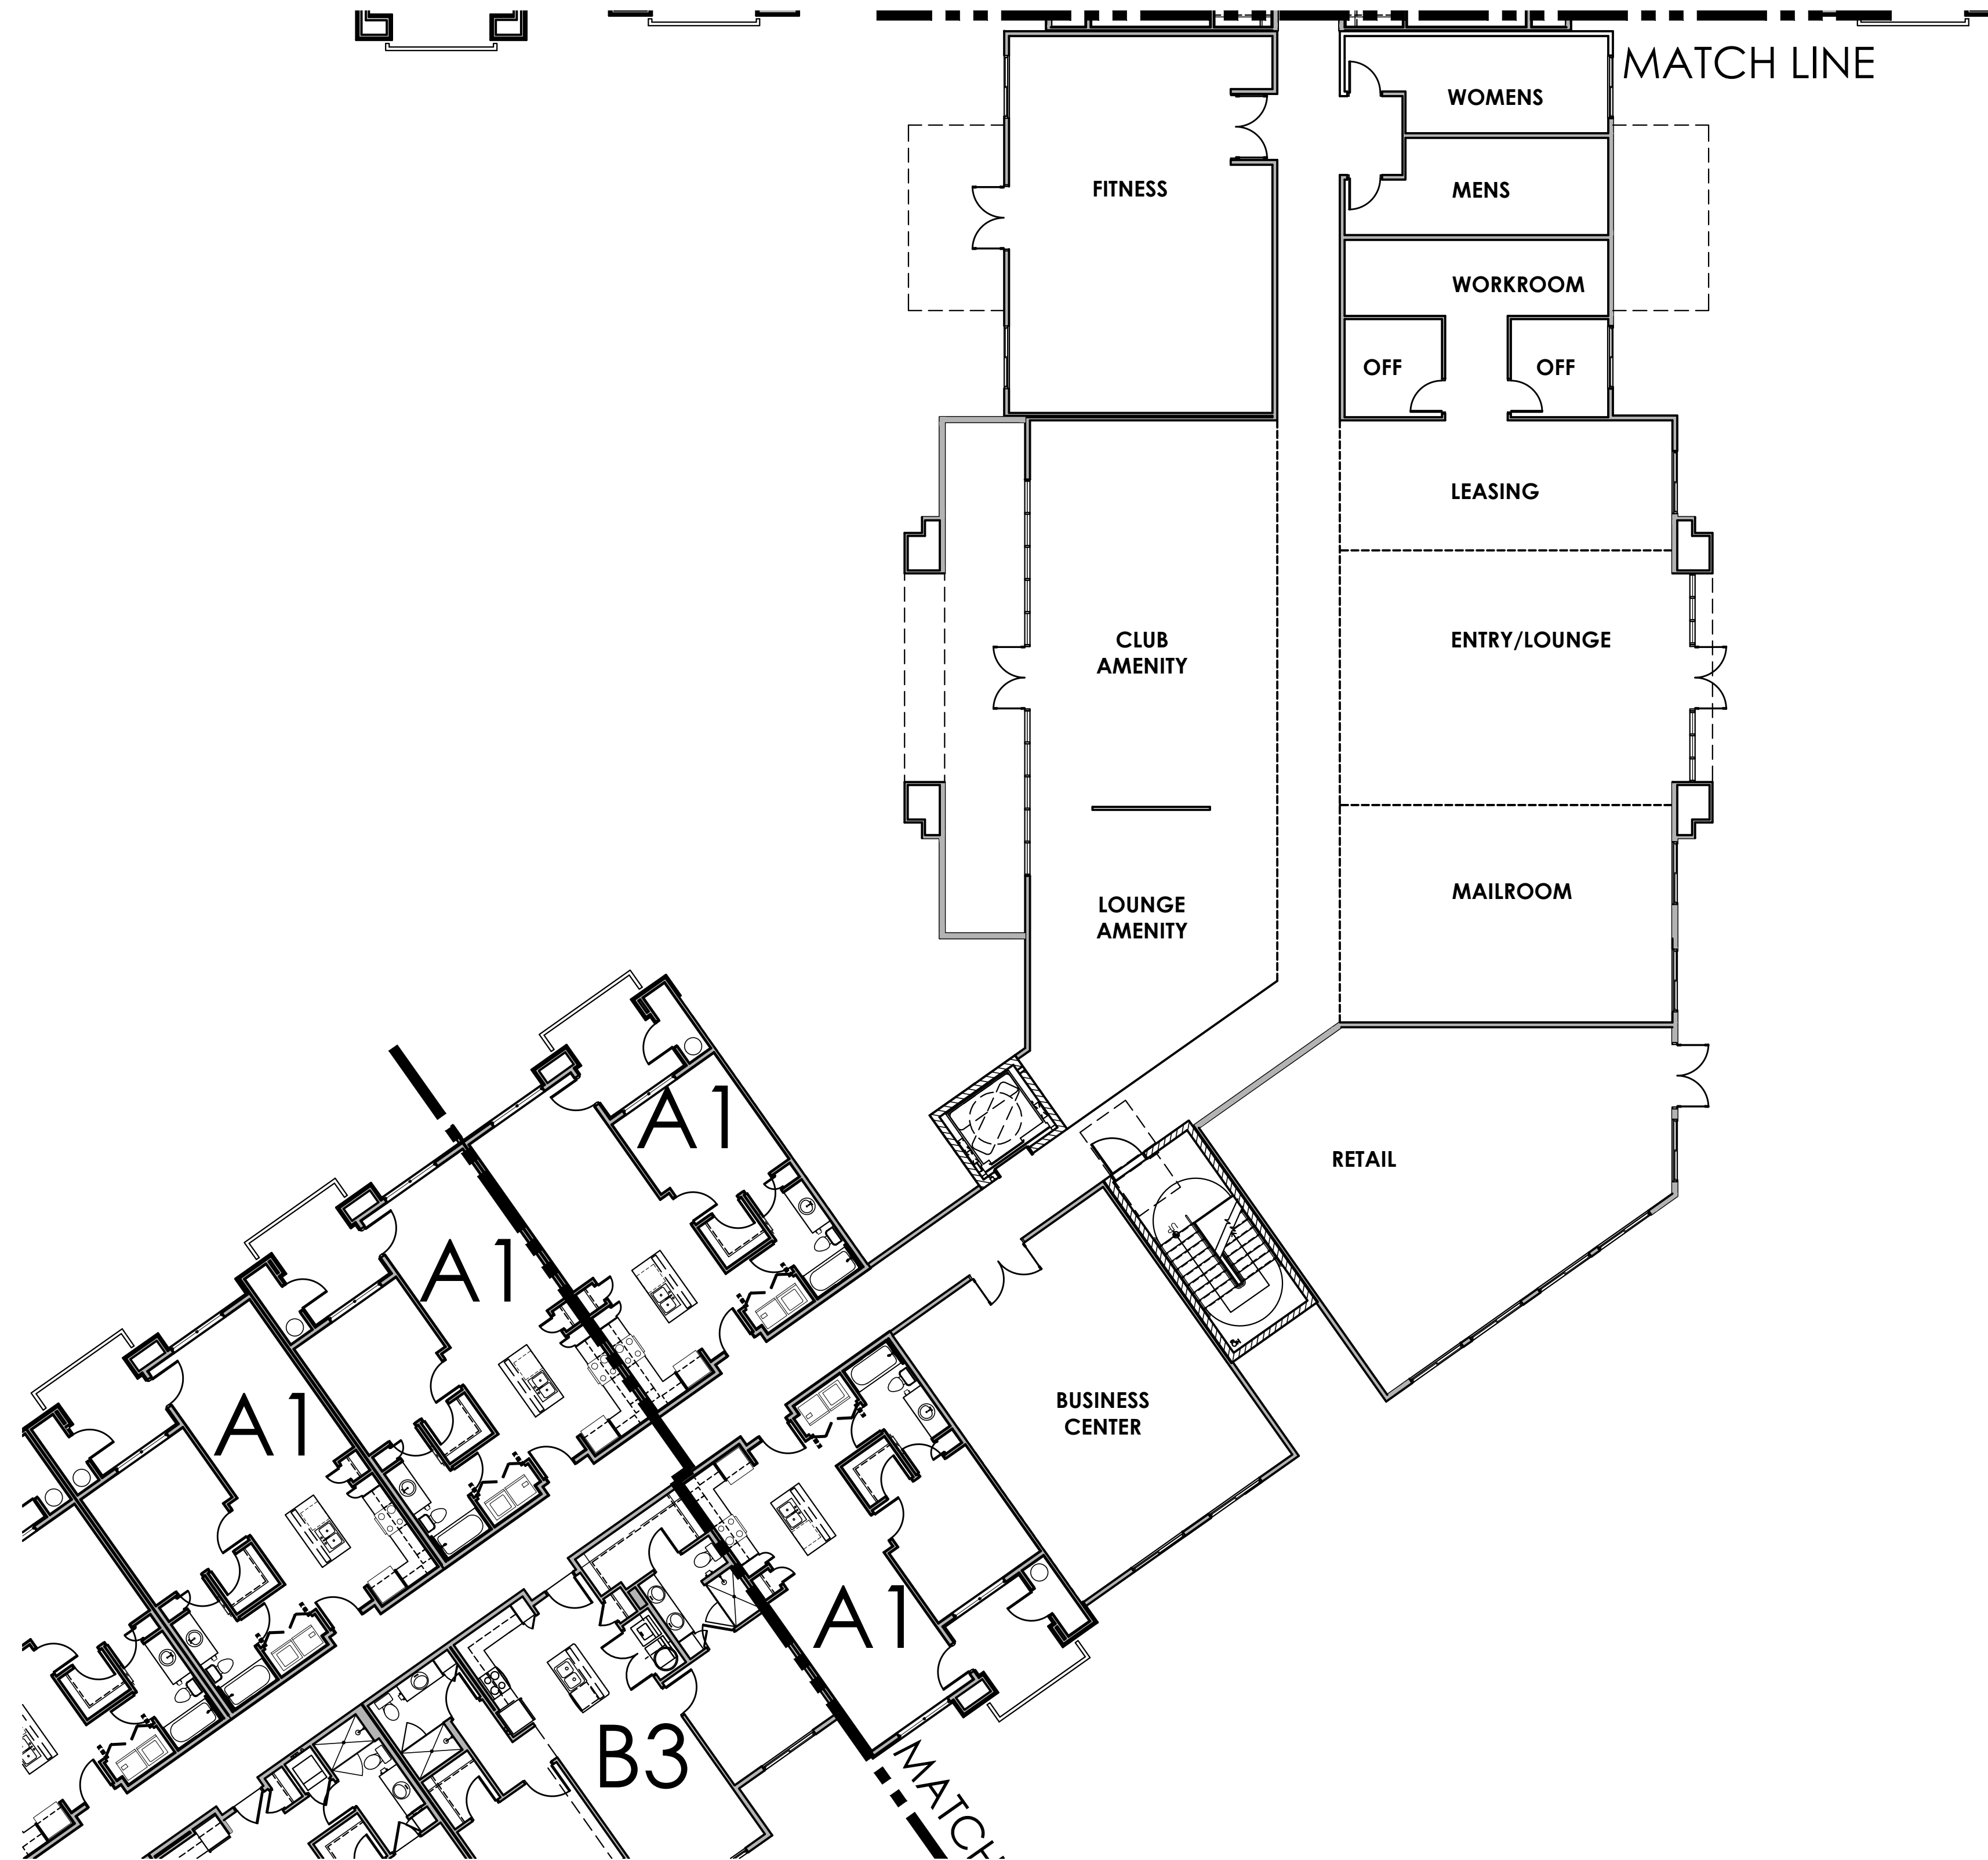 MATCH LINE
WOMENS
FITNESS
MENS
WORKROOM
OFF
OFF
LEASING
CLUB
AMENITY
ENTRY/LOUNGE
MAILROOM
LOUNGE
AMENITY
A1
RETAIL
A1
A1
BUSINESS
CENTER
A1
B3
MATCH